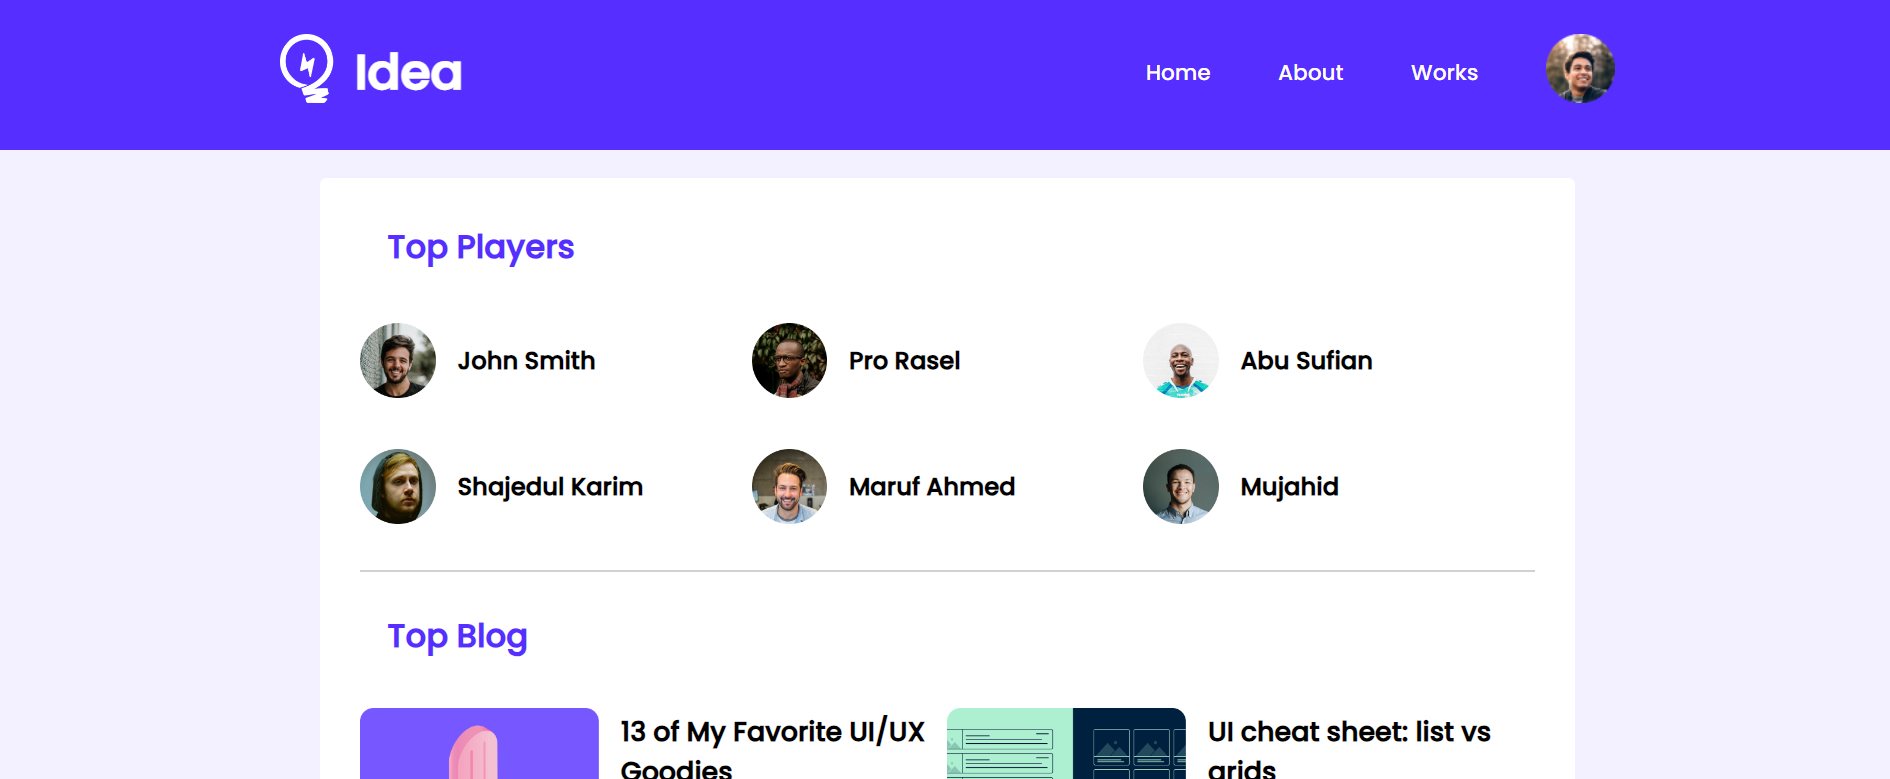 Idea
Home About Works
Top Players
John Smith Pro Rasel Abu Sufian
Shajedul Karim Maruf Ahmed Mujahid
Top Blog
13 of My Favorite UI/UX
Goodies
UI cheat sheet: list vs
grids